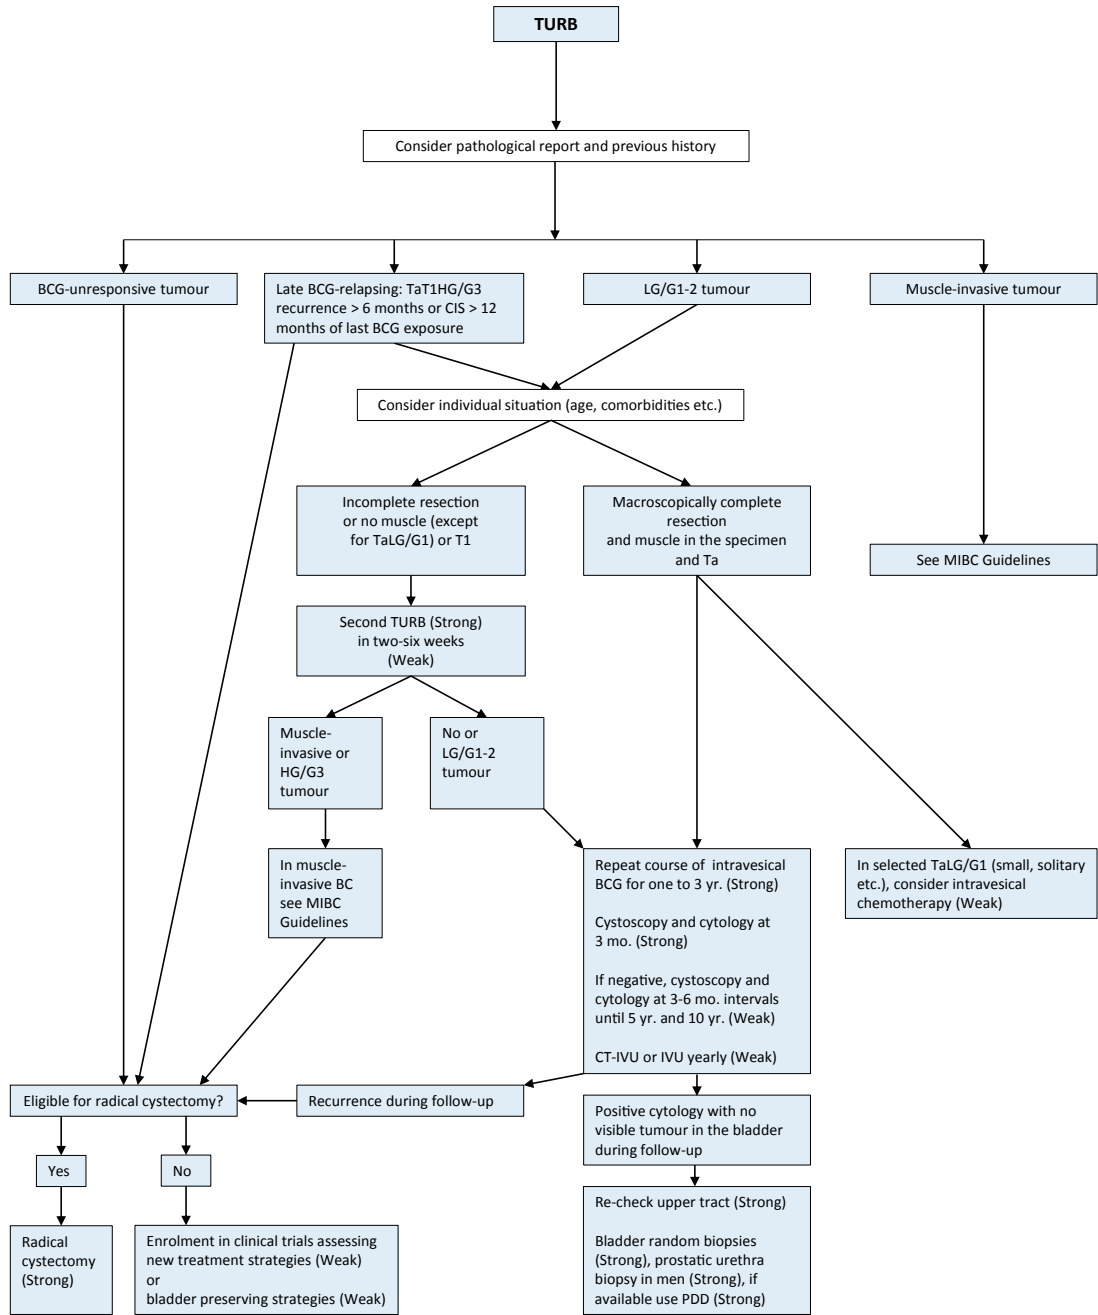 TURB
Consider pathological report and previous history
BCG-unresponsive tumour
Late BCG-relapsing: TaT1HG/G3
recurrence > 6 months or CIS > 12
months of last BCG exposure
LG/G1-2 tumour
Muscle-invasive tumour
Consider individual situation (age, comorbidities etc.)
Incomplete resection
or no muscle (except
for TaLG/G1) or T1
Macroscopically complete
resection
and muscle in the specimen
and Ta
See MIBC Guidelines
Second TURB (Strong)
in two-six weeks
(Weak)
Muscle-
invasive or
HG/G3
tumour
No or
LG/G1-2
tumour
In muscle-
invasive BC
see MIBC
Guidelines
Repeat course of intravesical
BCG for one to 3 yr. (Strong)
Cystoscopy and cytology at
3 mo. (Strong)
If negative, cystoscopy and
cytology at 3-6 mo. intervals
until 5 yr. and 10 yr. (Weak)
CT-IVU or IVU yearly (Weak)
In selected TaLG/G1 (small, solitary
etc.), consider intravesical
chemotherapy (Weak)
Eligible for radical cystectomy?
Recurrence during follow-up
Positive cytology with no
visible tumour in the bladder
during follow-up
Yes
No
Radical
cystectomy
(Strong)
Enrolment in clinical trials assessing
new treatment strategies (Weak)
or
bladder preserving strategies (Weak)
Re-check upper tract (Strong)
Bladder random biopsies
(Strong), prostatic urethra
biopsy in men (Strong), if
available use PDD (Strong)